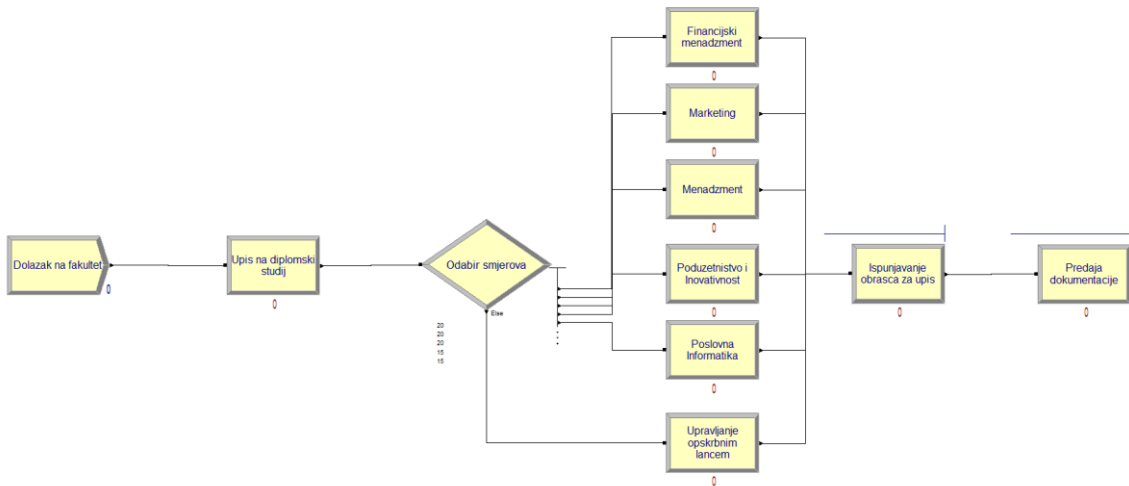 Dolazak na fakultet
0
Upis na diplomski
studij
0
Odabir smjerova
Else
20
20
20
15
15
Financijski
menadzment
0
Marketing
0
Menadzment
0
Poduzetnistvo i
Inovativnost
0
Poslovna
Informatika
0
Upravljanje
opskrbnim
lancem
0
Ispunjavanje
obrasca za upis
0
Predaja
dokumentacije
0